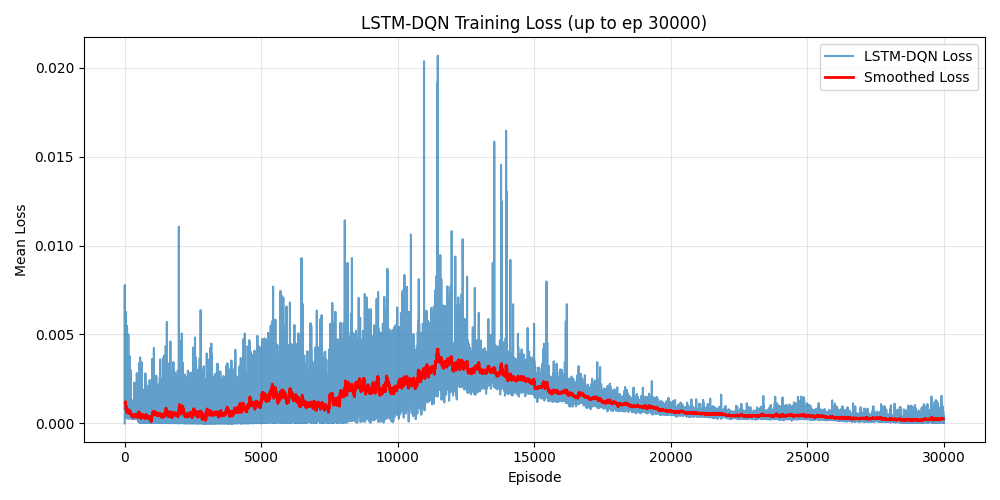 LSTM-DQN Training Loss (up to ep 30000)
LSTM-DQN Loss
Smoothed Loss
Mean Loss
0.020
0.015
0.010
0.005
0.000
0 5000 10000 15000 20000 25000 30000
Episode